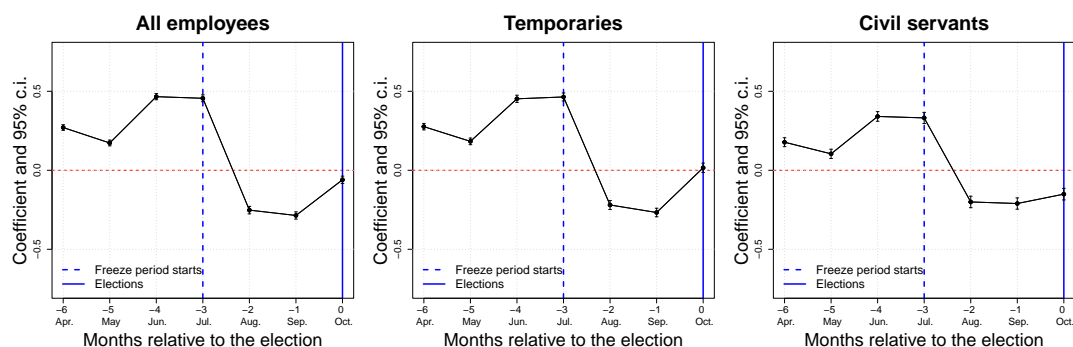 All employees
Coefficient and 95% c.i.
0.5
0.0
−0.5
Freeze period starts
Elections
−6 −5 −4 −3 −2 −1 0
Apr. May Jun. Jul. Aug. Sep. Oct.
Months relative to the election
Temporaries
Coefficient and 95% c.i.
0.5
0.0
−0.5
Freeze period starts
Elections
−6 −5 −4 −3 −2 −1 0
Apr. May Jun. Jul. Aug. Sep. Oct.
Months relative to the election
Civil servants
Coefficient and 95% c.i.
0.5
0.0
−0.5
Freeze period starts
Elections
−6 −5 −4 −3 −2 −1 0
Apr. May Jun. Jul. Aug. Sep. Oct.
Months relative to the election